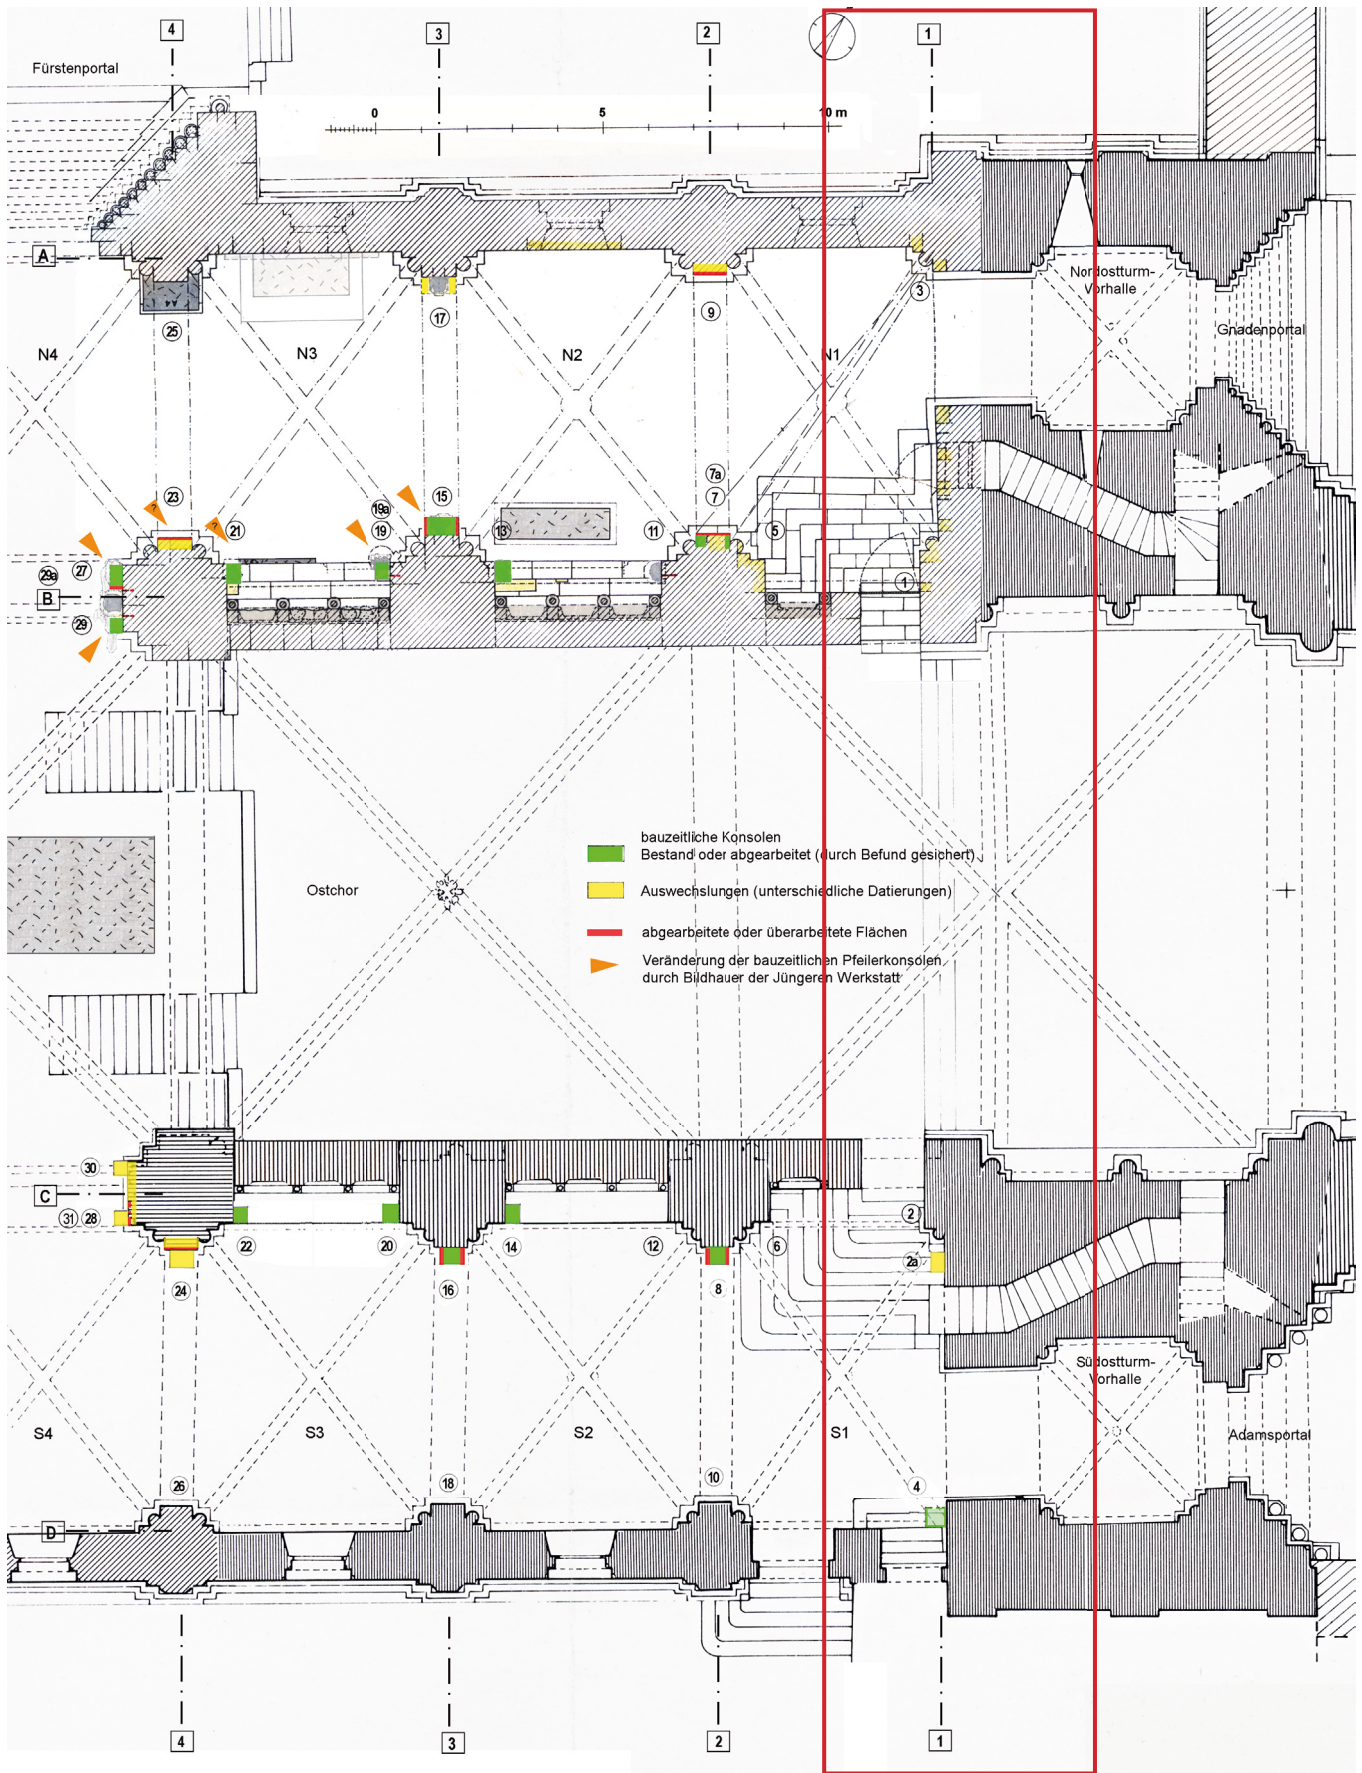 4
3
2
1
Fürstenportal
0
5
10 m
A
Nordostturm-
Vorhalle
3
25
17
9
Gnadenportal
N4
N3
N2
N1
7a
23
15
7
19a
21
19
13
11
5
27
29a
1
B
29
bauzeitliche Konsolen
Bestand oder abgearbeitet (durch Befund gesichert)
Ostchor
Auswechslungen (unterschiedliche Datierungen)
abgearbeitete oder überarbeitete Flächen
Veränderung der bauzeitlichen Pfeilerkonsolen
durch Bildhauer der Jüngeren Werkstatt
30
C
31
28
2
22
20
14
12
6
2a
24
16
8
Südostturm-
Vorhalle
S4
S3
S2
S1
Adamsportal
26
18
10
4
D
4
3
2
1